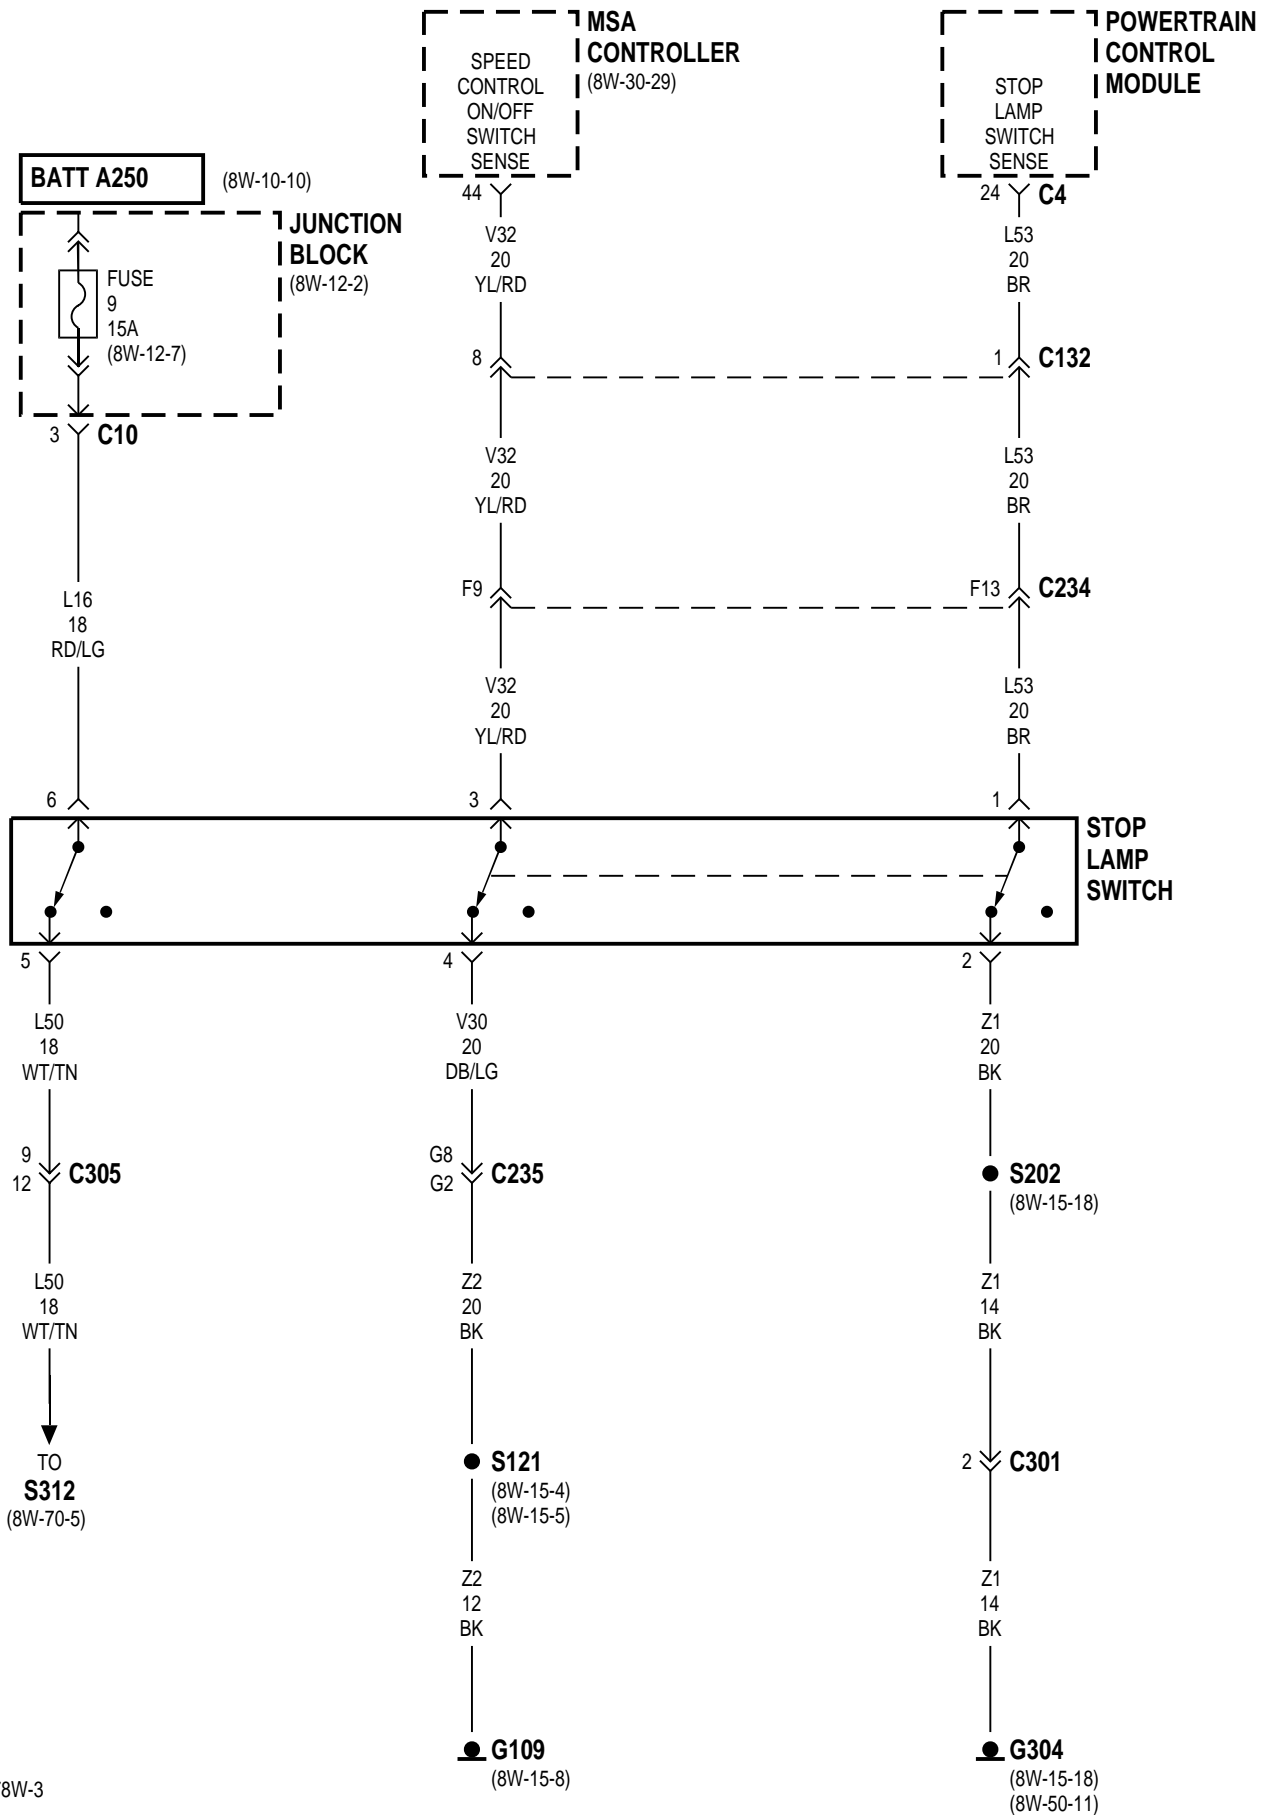 MSA
CONTROLLER
(8W-30-29)
SPEED
CONTROL
ON/OFF
SWITCH
SENSE
POWERTRAIN
CONTROL
MODULE
STOP
LAMP
SWITCH
SENSE
BATT A250
(8W-10-10)
44
24
C4
JUNCTION
BLOCK
(8W-12-2)
FUSE
9
15A
(8W-12-7)
V32
20
YL/RD
L53
20
BR
8
1
C132
3
C10
V32
20
YL/RD
L53
20
BR
F9
F13
C234
L16
18
RD/LG
V32
20
YL/RD
L53
20
BR
6
3
1
STOP
LAMP
SWITCH
5
4
2
L50
18
WT/TN
V30
20
DB/LG
Z1
20
BK
9
12
C305
G8
G2
C235
S202
(8W-15-18)
L50
18
WT/TN
Z2
20
BK
Z1
14
BK
TO
S312
(8W-70-5)
S121
(8W-15-4)
(8W-15-5)
2
C301
Z2
12
BK
Z1
14
BK
G109
(8W-15-8)
G304
(8W-15-18)
(8W-50-11)
8W-3